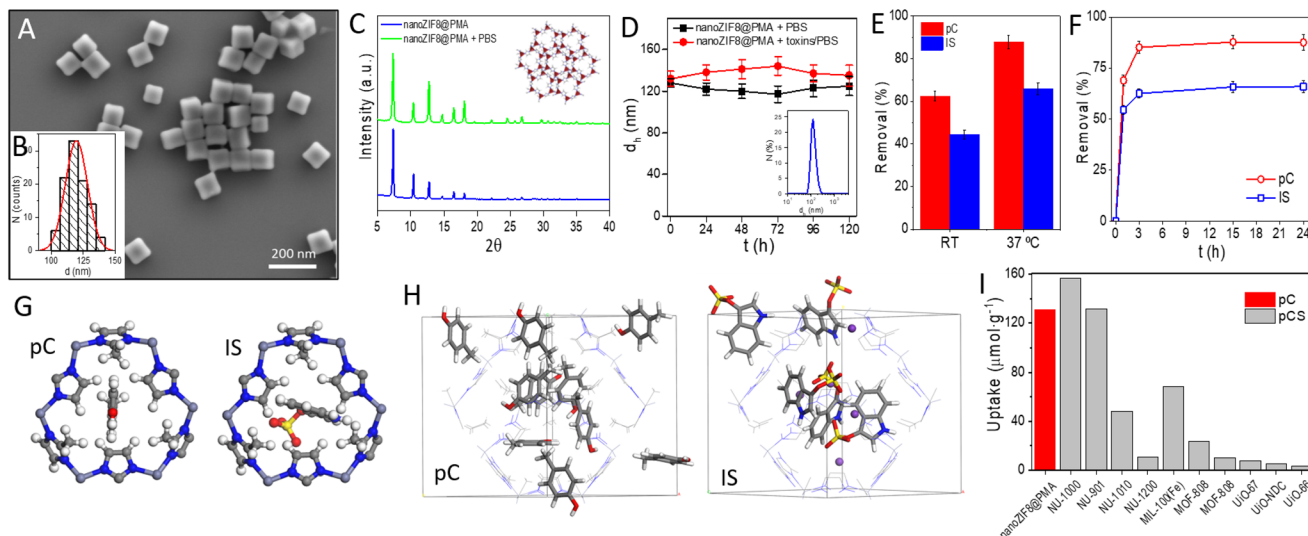 A
200 nm
B
N (counts)
30
20
10
0
100 125 150
d (nm)
C
nanoZIF8@PMA
nanoZIF8@PMA + PBS
Intensity (a.u.)
5 10 15 20 25 30 35 40
2θ
D
nanoZIF8@PMA + PBS
nanoZIF8@PMA + toxins/PBS
160
120
80
40
0
dh (nm)
N (%)
0 24 48 72 96 120
t (h)
E
pC
IS
100
80
60
40
20
0
Removal (%)
RT 37 ºC
F
100
75
50
25
0
Removal (%)
pC
IS
0 3 6 9 12 15 18 21 24
t (h)
G
pC
IS
H
pC
IS
I
pC
pCS
160
120
80
40
0
Uptake (µmol·g⁻¹)
nanoZIF8@PMA
NU-1000
NU-901
NU-1010
NU-1200
MIL-100(Fe)
MOF-808
MOF-808
UiO-67
UiO-NDC